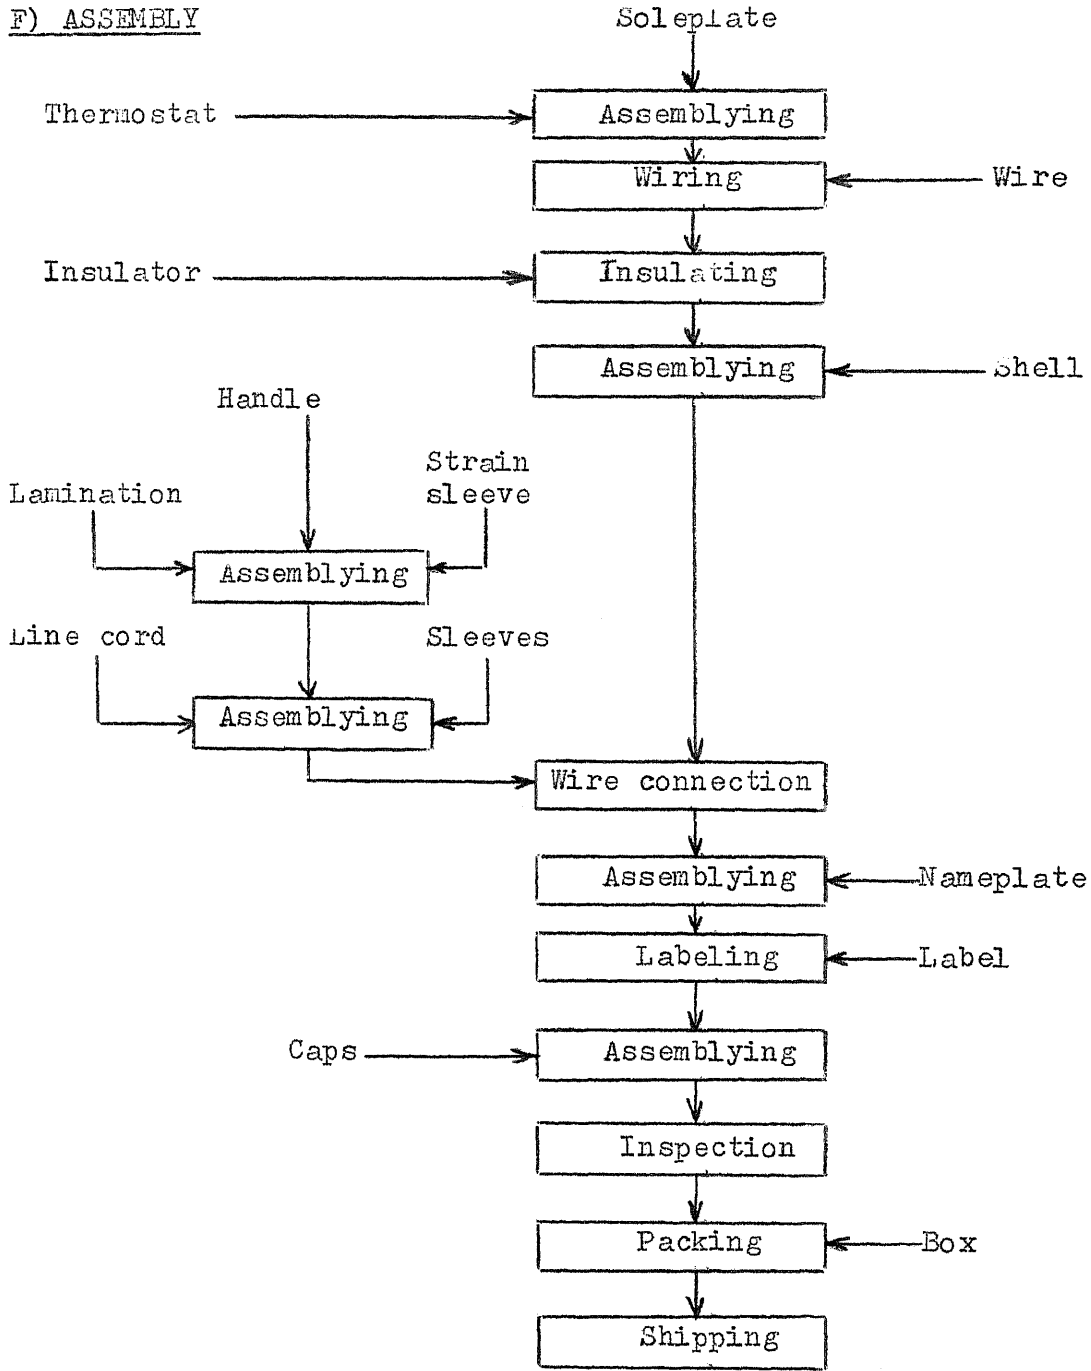 F) ASSEMBLY
Soleplate
Thermostat
Assemblying
Wiring
Wire
Insulator
Insulating
Assemblying
Shell
Handle
Lamination
Strain
sleeve
Assemblying
Line cord
Sleeves
Assemblying
Wire connection
Assemblying
Nameplate
Labeling
Label
Caps
Assemblying
Inspection
Packing
Box
Shipping